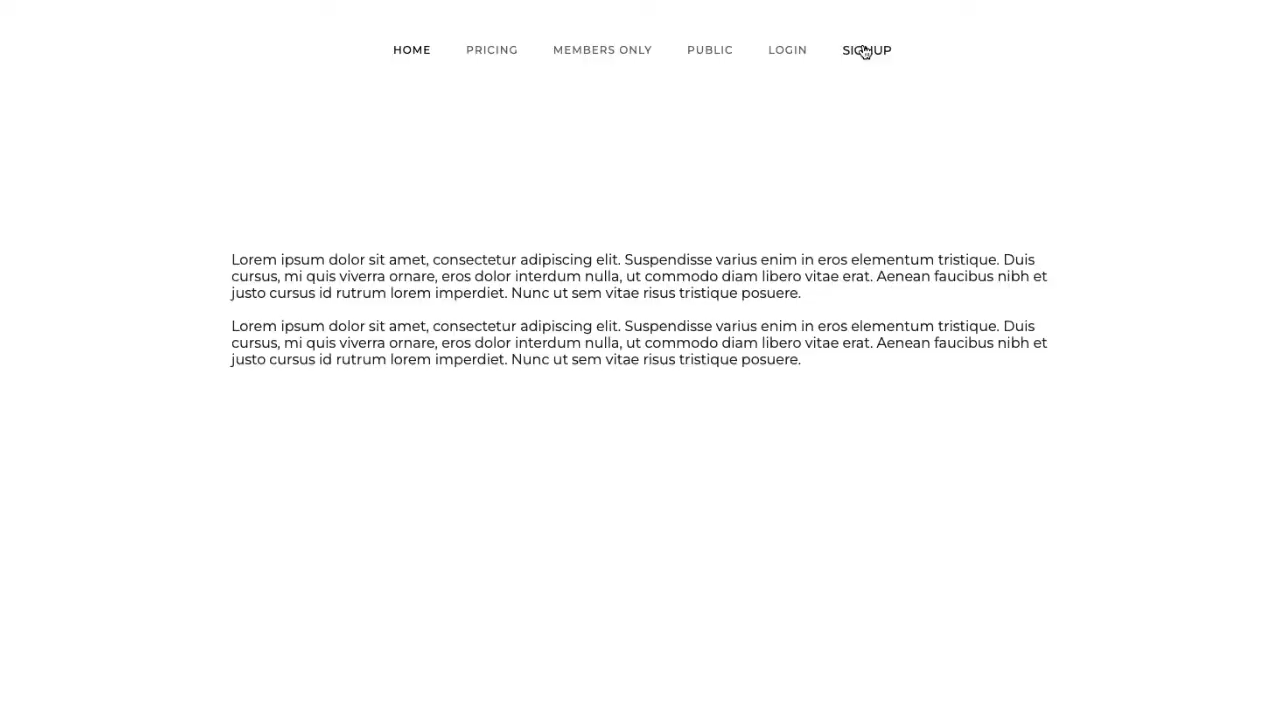 HOME PRICING MEMBERS ONLY PUBLIC LOGIN SIGNUP
Lorem ipsum dolor sit amet, consectetur adipiscing elit. Suspendisse varius enim in eros elementum tristique. Duis
cursus, mi quis viverra ornare, eros dolor interdum nulla, ut commodo diam libero vitae erat. Aenean faucibus nibh et
justo cursus id rutrum lorem imperdiet. Nunc ut sem vitae risus tristique posuere.
Lorem ipsum dolor sit amet, consectetur adipiscing elit. Suspendisse varius enim in eros elementum tristique. Duis
cursus, mi quis viverra ornare, eros dolor interdum nulla, ut commodo diam libero vitae erat. Aenean faucibus nibh et
justo cursus id rutrum lorem imperdiet. Nunc ut sem vitae risus tristique posuere.